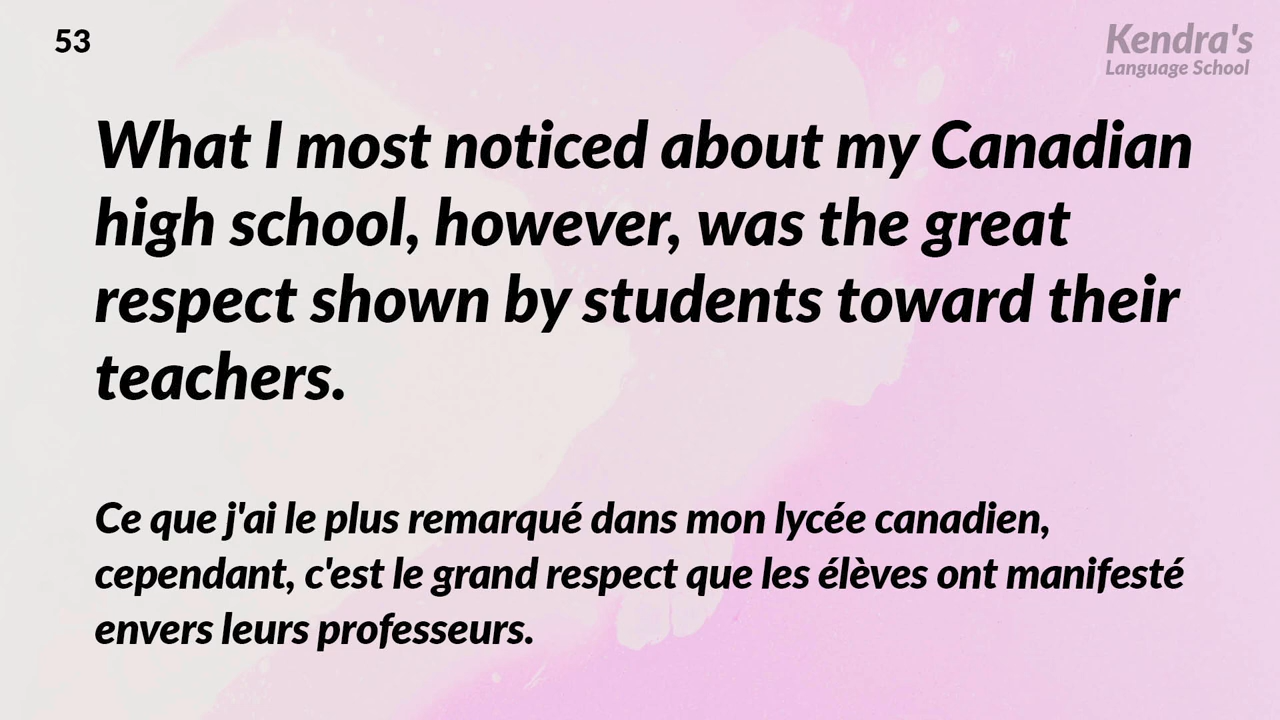 53
Kendra's
Language School
What I most noticed about my Canadian
high school, however, was the great
respect shown by students toward their
teachers.
Ce que j'ai le plus remarqué dans mon lycée canadien,
cependant, c'est le grand respect que les élèves ont manifesté
envers leurs professeurs.